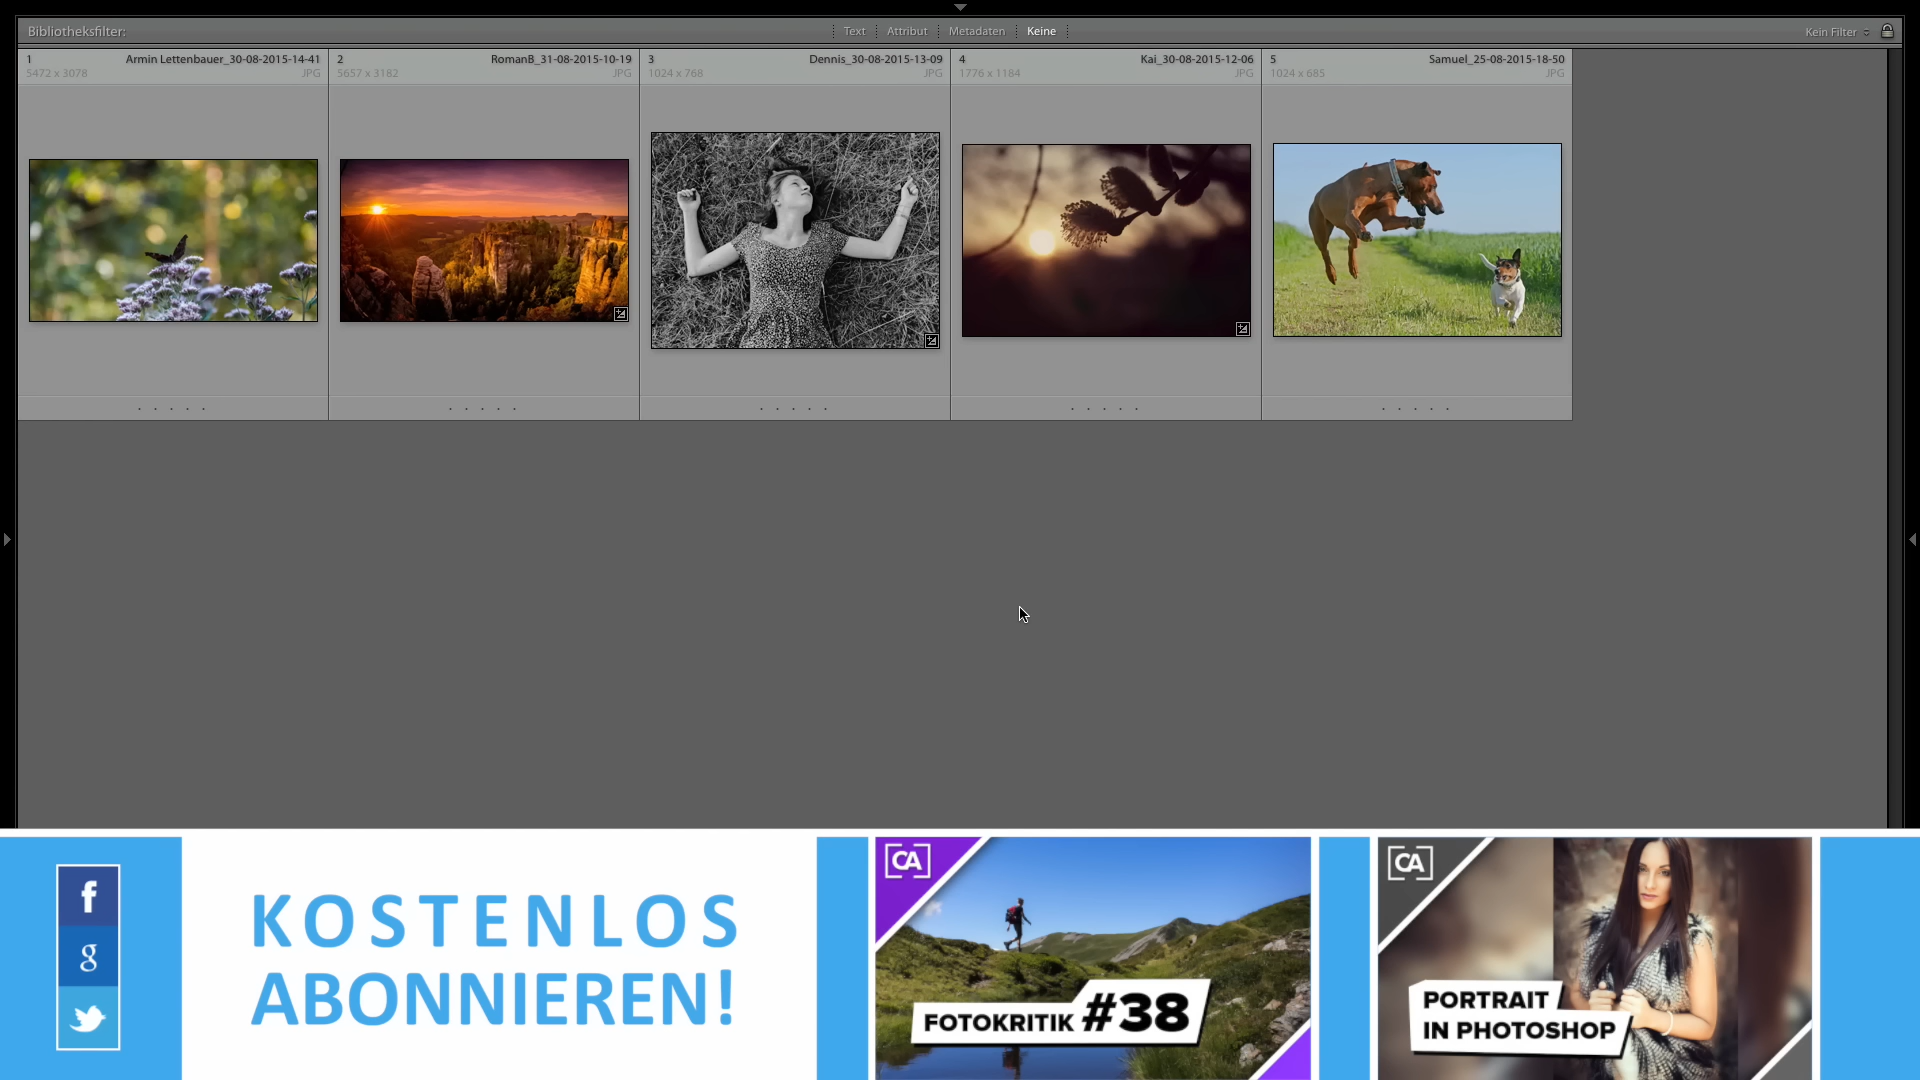 Bibliotheksfilter:
Text
Attribut
Metadaten
Keine
Kein Filter
1
Armin Lettenbauer_30-08-2015-14-41
5472 x 3078
JPG
2
RomanB_31-08-2015-10-19
5657 x 3182
JPG
3
Dennis_30-08-2015-13-09
1024 x 768
JPG
4
Kai_30-08-2015-12-06
1776 x 1184
JPG
5
Samuel_25-08-2015-18-50
1024 x 685
JPG
f
g
KOSTENLOS
ABONNIEREN!
CA
FOTOKRITIK #38
CA
PORTRAIT
IN PHOTOSHOP